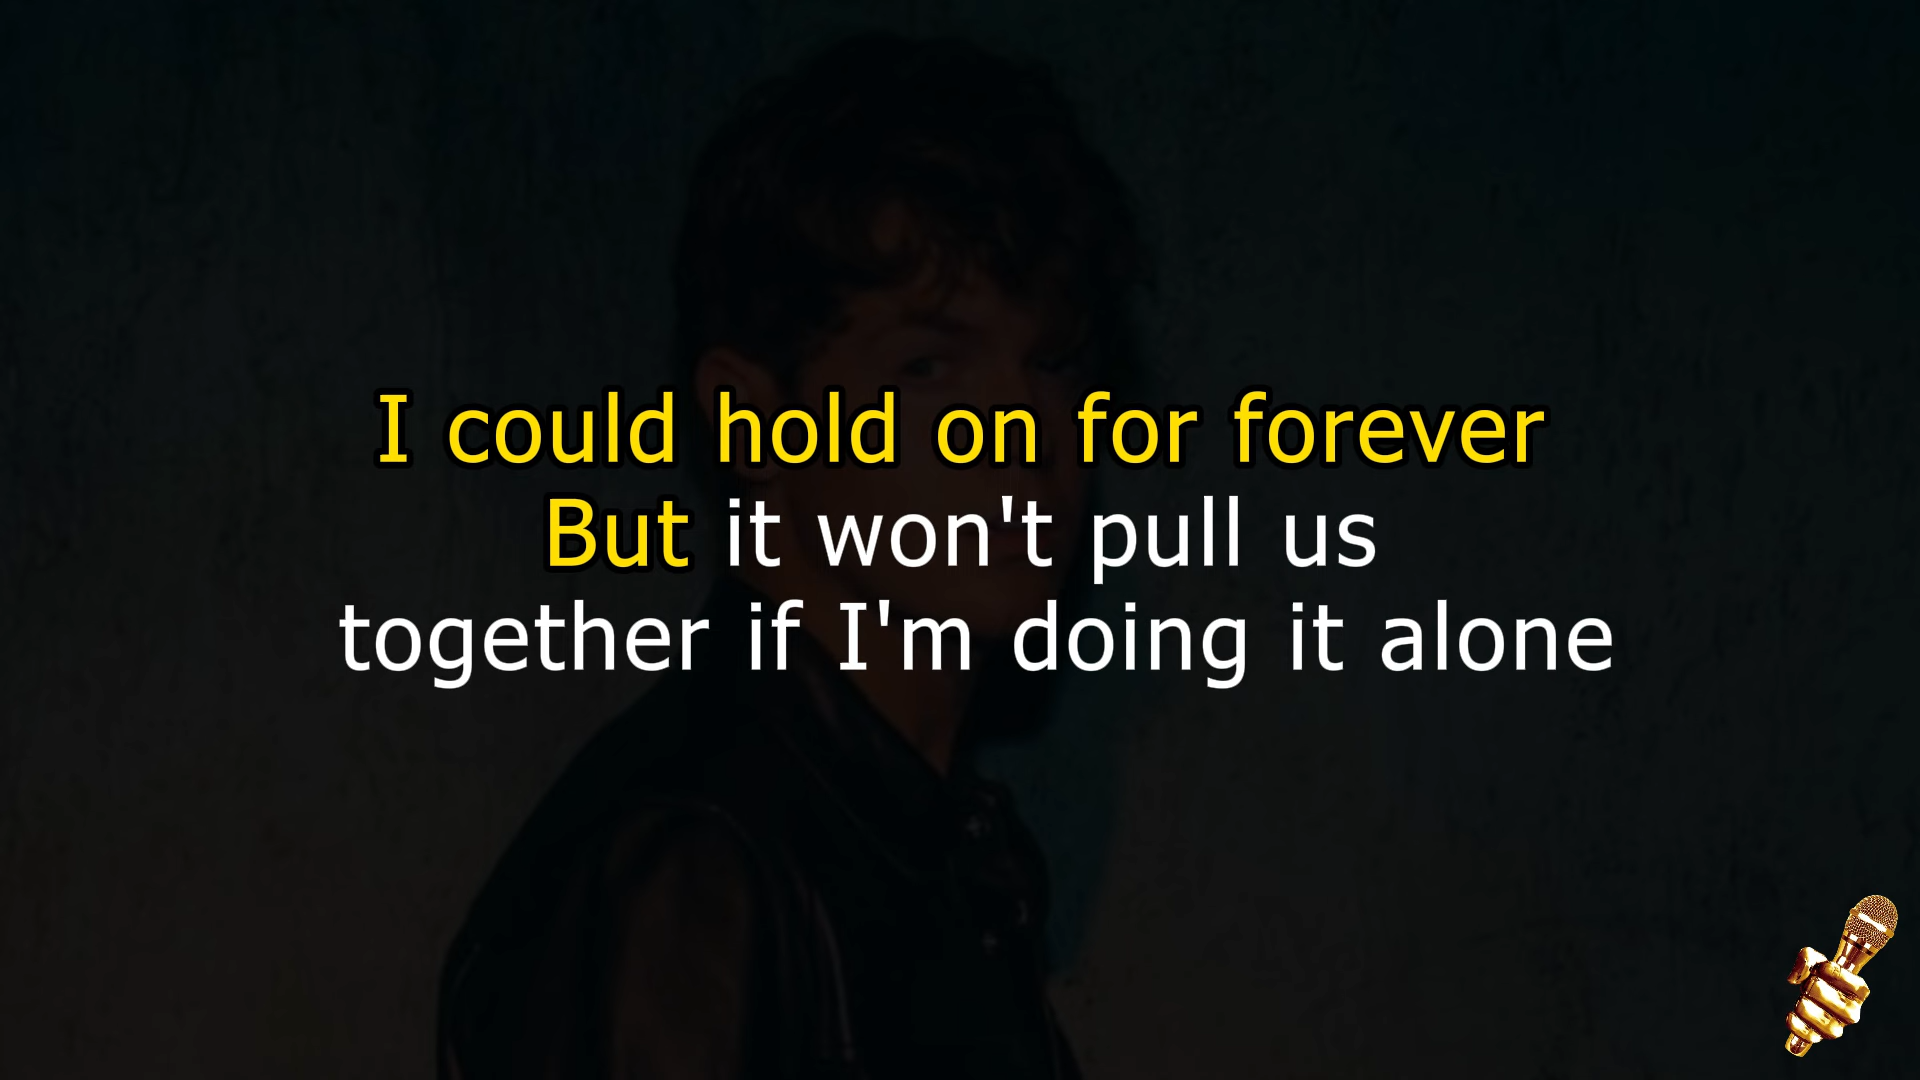 I could hold on for forever
But it won't pull us
together if I'm doing it alone